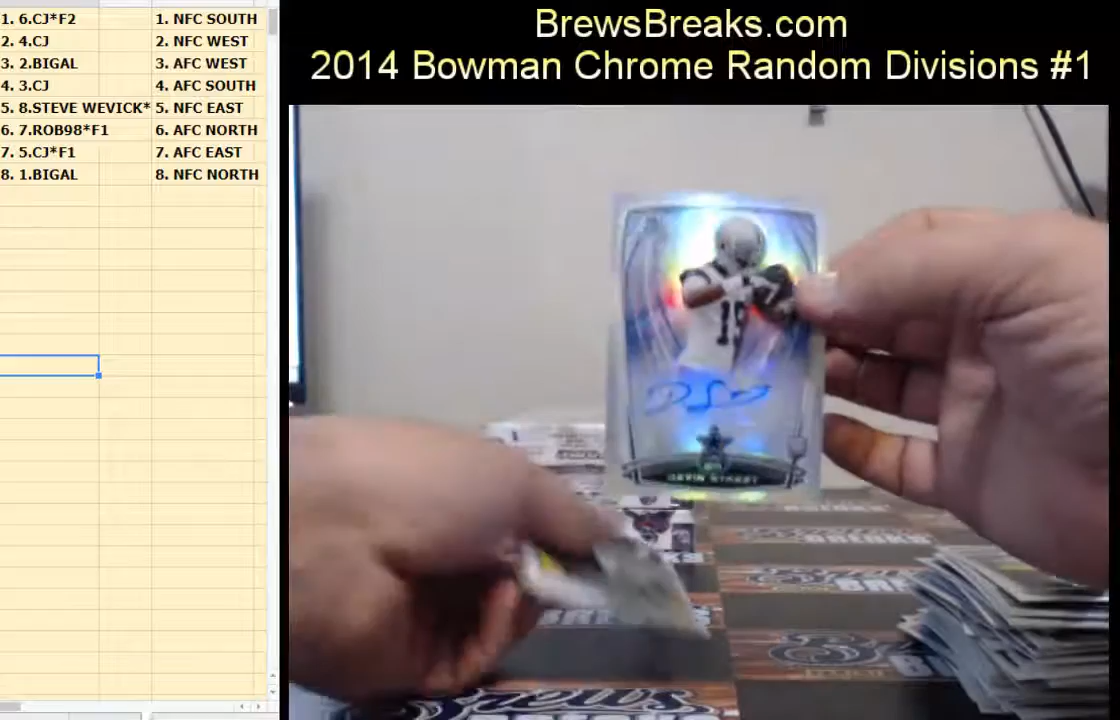 BrewsBreaks.com
2014 Bowman Chrome Random Divisions #1
1. 6.CJ*F2 1. NFC SOUTH
2. 4.CJ 2. NFC WEST
3. 2.BIGAL 3. AFC WEST
4. 3.CJ 4. AFC SOUTH
5. 8.STEVE WEVICK* 5. NFC EAST
6. 7.ROB98*F1 6. AFC NORTH
7. 5.CJ*F1 7. AFC EAST
8. 1.BIGAL 8. NFC NORTH
15
DEVIN STREET
BREAKS
BREAKS